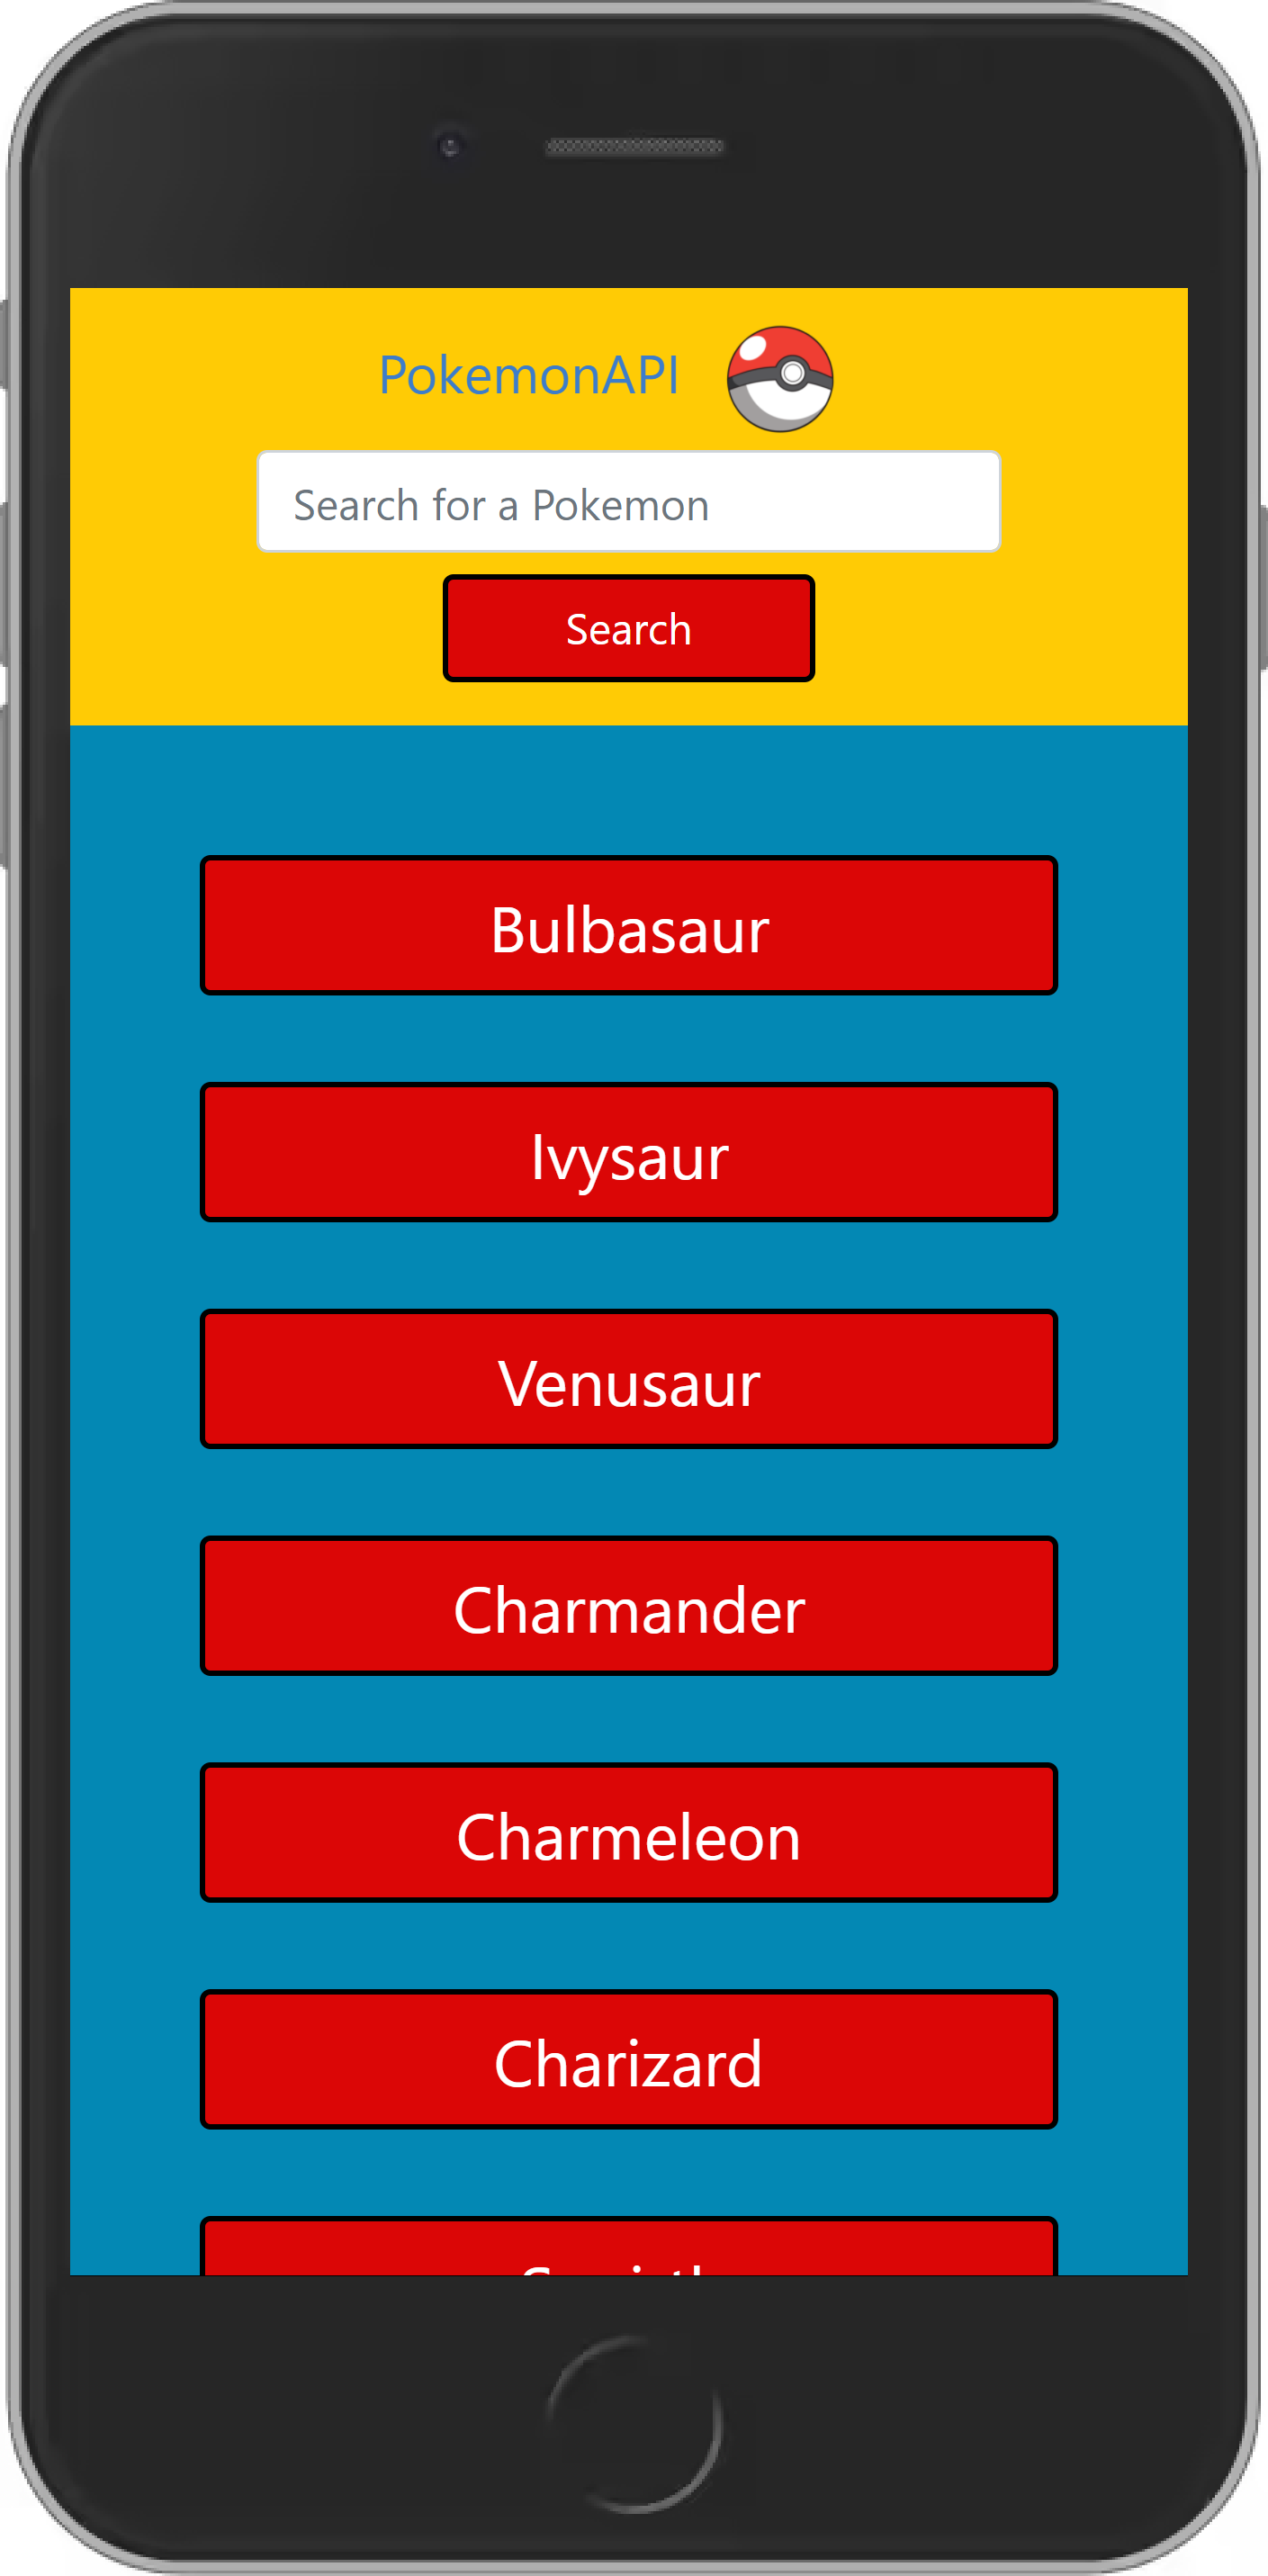 PokemonAPI
Search for a Pokemon
Search
Bulbasaur
Ivysaur
Venusaur
Charmander
Charmeleon
Charizard